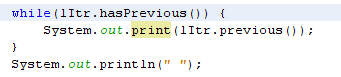 while(lItr.hasPrevious()) {
System.out.print(lItr.previous());
}
System.out.println(" ");